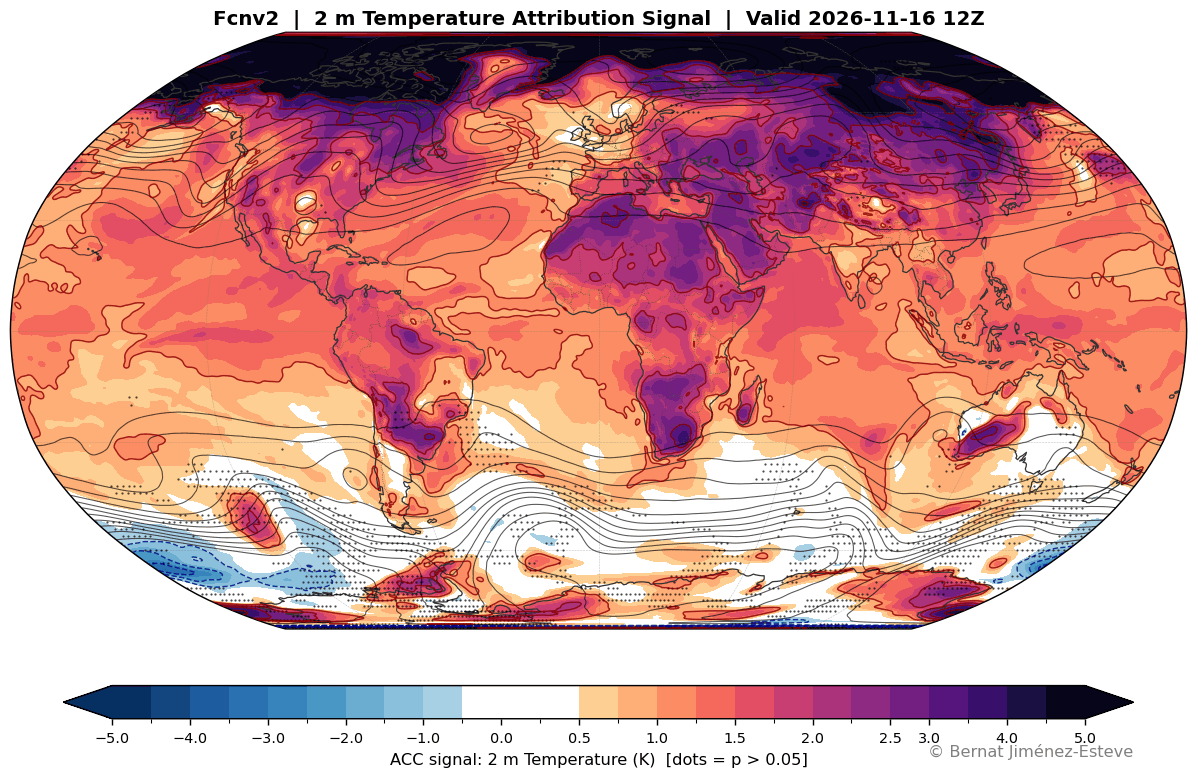 Fcnv2 | 2 m Temperature Attribution Signal | Valid 2026-11-16 12Z
−5.0 −4.0 −3.0 −2.0 −1.0 0.0 0.5 1.0 1.5 2.0 2.5 3.0 4.0 5.0
© Bernat Jiménez-Esteve
ACC signal: 2 m Temperature (K) [dots = p > 0.05]